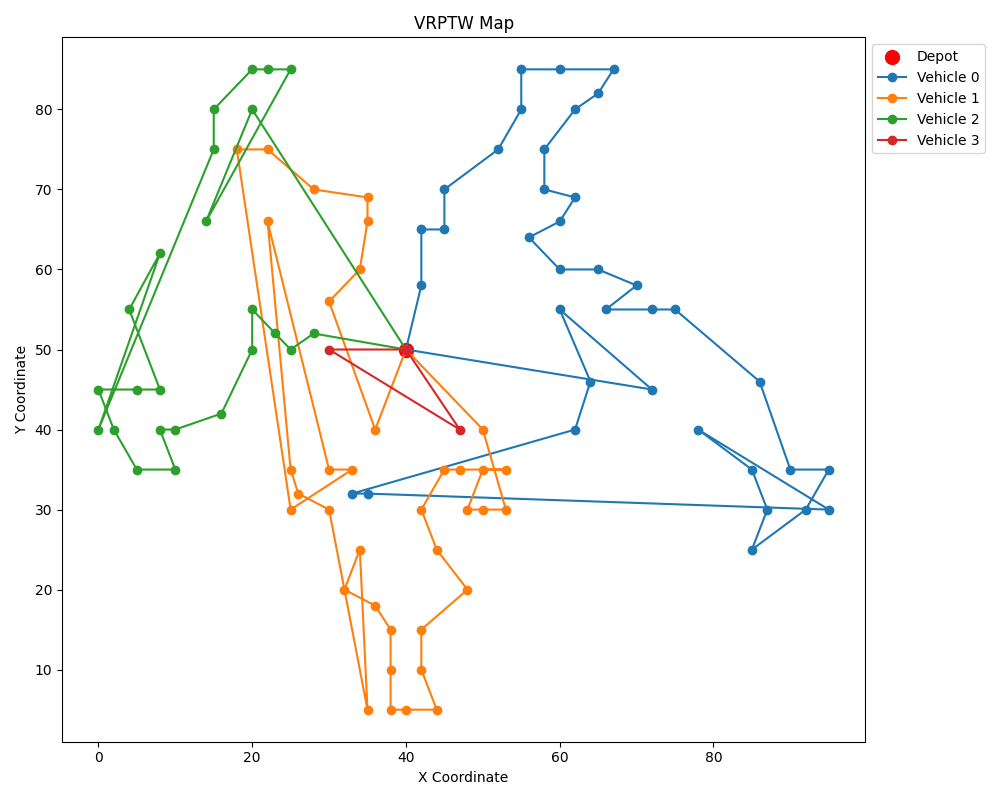 VRPTW Map
Depot
Vehicle 0
Vehicle 1
Vehicle 2
Vehicle 3
Y Coordinate
80
70
60
50
40
30
20
10
0
20
40
60
80
X Coordinate